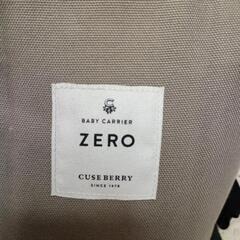 BABY CARRIER
ZERO
CUSEBERRY
SINCE 1978